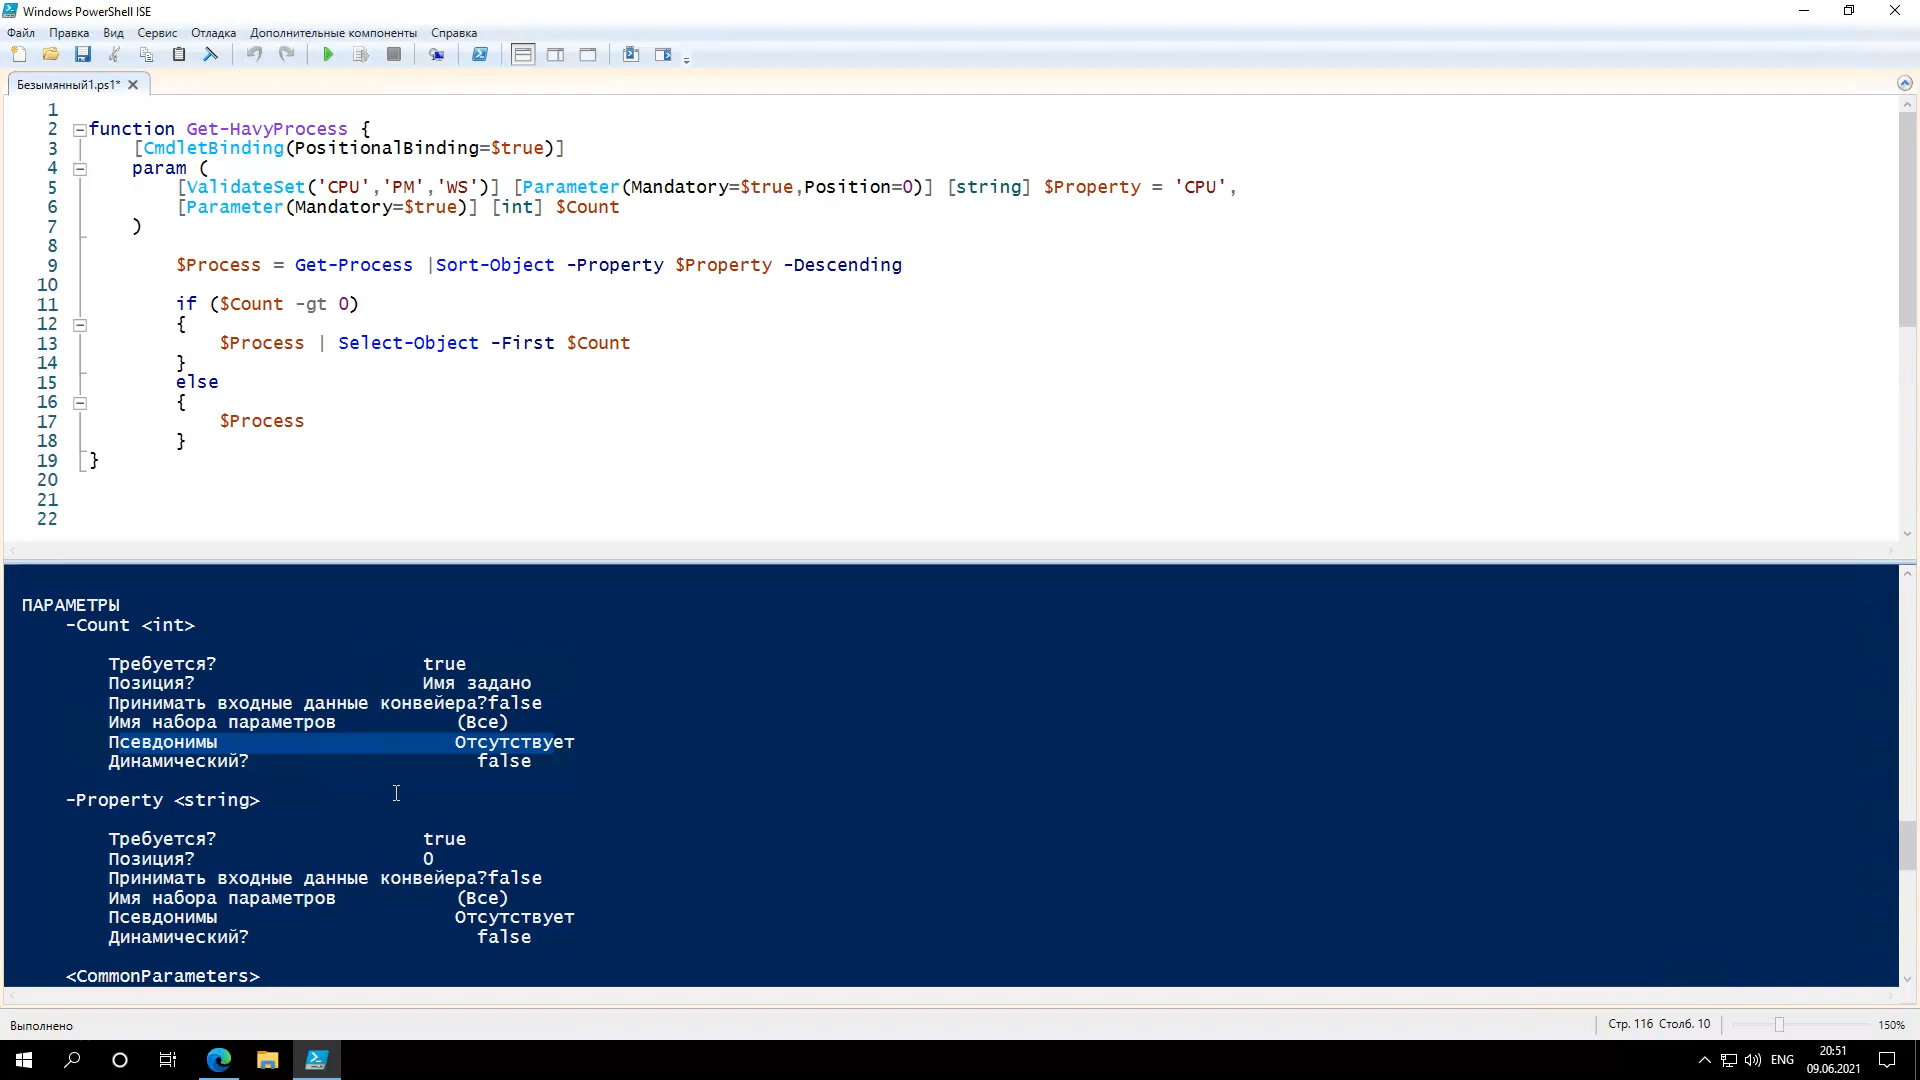 Windows PowerShell ISE
Файл Правка Вид Сервис Отладка Дополнительные компоненты Справка
Безымянный1.ps1*
1
2 function Get-HavyProcess {
3 [CmdletBinding(PositionalBinding=$true)]
4 param (
5 [ValidateSet('CPU','PM','WS')] [Parameter(Mandatory=$true,Position=0)] [string] $Property = 'CPU',
6 [Parameter(Mandatory=$true)] [int] $Count
7 )
8
9 $Process = Get-Process |Sort-Object -Property $Property -Descending
10
11 if ($Count -gt 0)
12 {
13 $Process | Select-Object -First $Count
14 }
15 else
16 {
17 $Process
18 }
19 }
20
21
22
ПАРАМЕТРЫ
-Count <int>
Требуется? true
Позиция? Имя задано
Принимать входные данные конвейера?false
Имя набора параметров (Все)
Псевдонимы Отсутствует
Динамический? false
-Property <string>
Требуется? true
Позиция? 0
Принимать входные данные конвейера?false
Имя набора параметров (Все)
Псевдонимы Отсутствует
Динамический? false
<CommonParameters>
Выполнено Стр. 116 Столб. 10 150%
ENG 20:51
09.06.2021